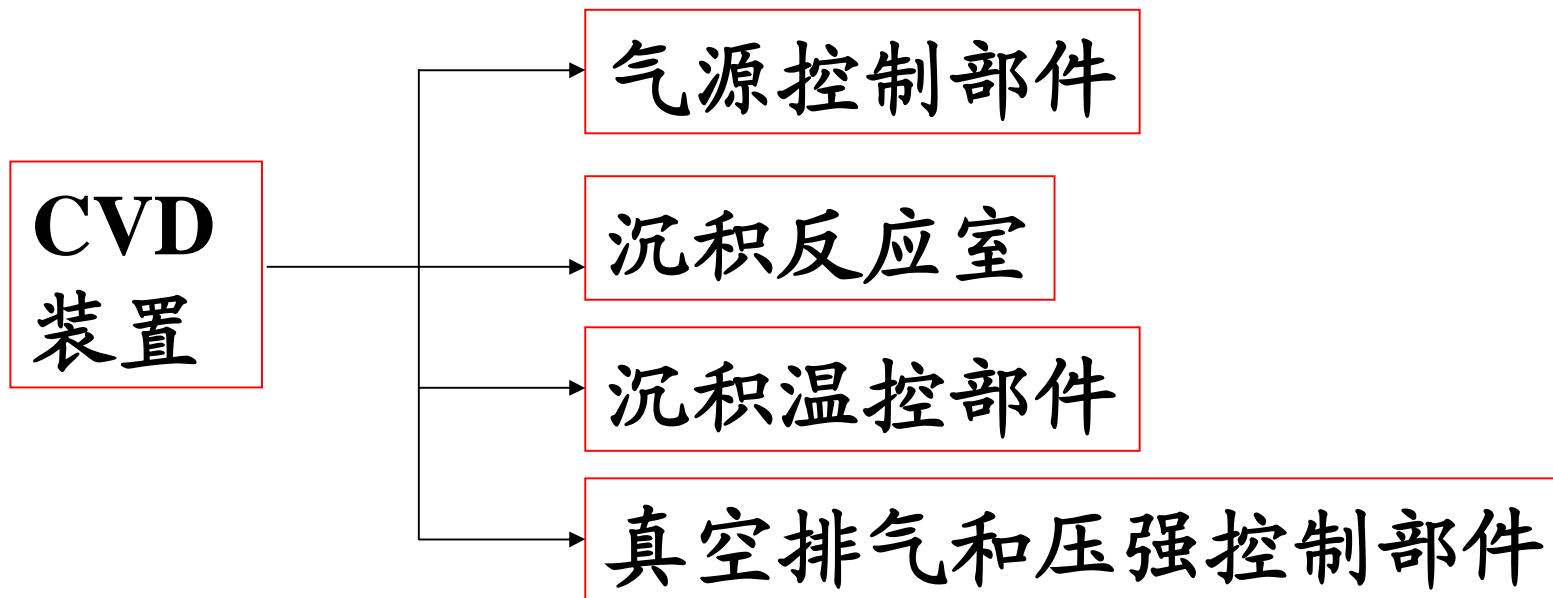 气源控制部件
CVD
装置
沉积反应室
沉积温控部件
真空排气和压强控制部件